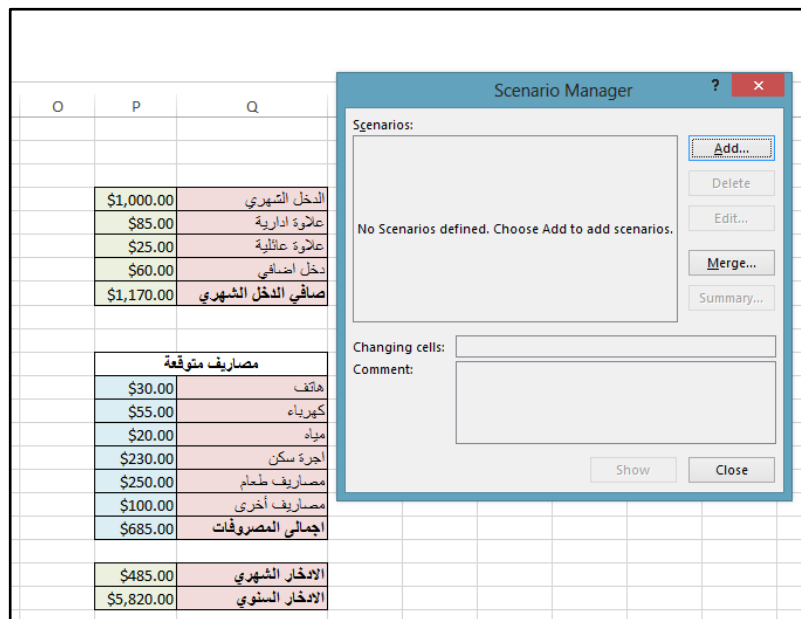 Scenario Manager
? ×
O P Q
Scenarios:
No Scenarios defined. Choose Add to add scenarios.
Add...
Delete
Edit...
Merge...
Summary...
Changing cells:
Comment:
Show
Close
الدخل الشهري $1,000.00
علاوة ادارية $85.00
علاوة عائلية $25.00
دخل اضافي $60.00
صافي الدخل الشهري $1,170.00
مصاريف متوقعة
هاتف $30.00
كهرباء $55.00
مياه $20.00
اجرة سكن $230.00
مصاريف طعام $250.00
مصاريف أخرى $100.00
اجمالي المصروفات $685.00
الادخار الشهري $485.00
الادخار السنوي $5,820.00